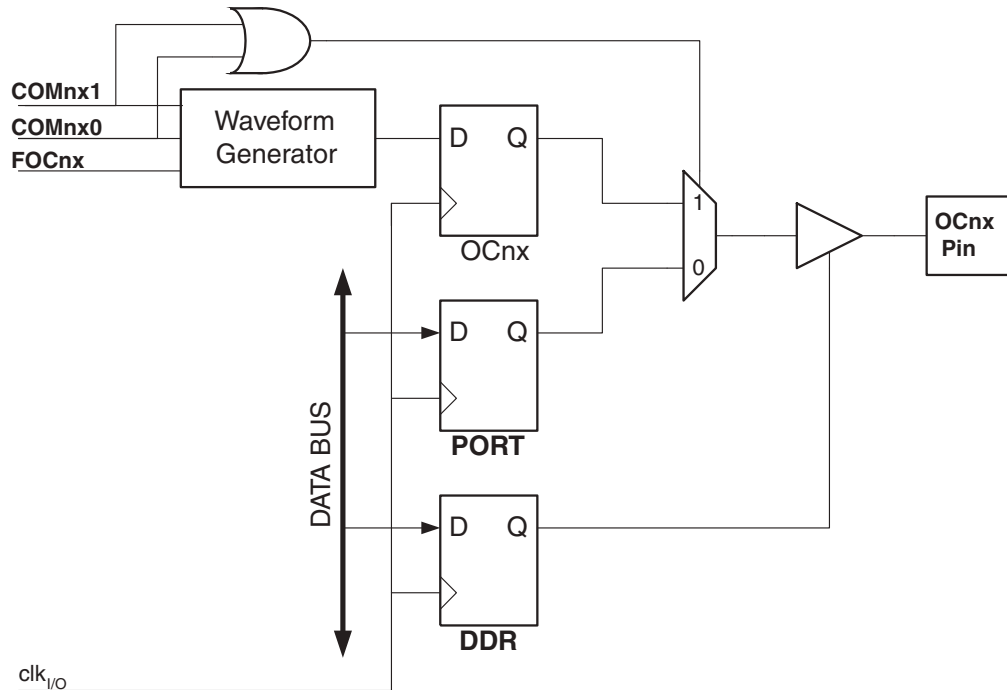 COMnx1
COMnx0
FOCnx
Waveform
Generator
D Q
OCnx
1
0
OCnx
Pin
D Q
PORT
DATA BUS
D Q
DDR
clkI/O